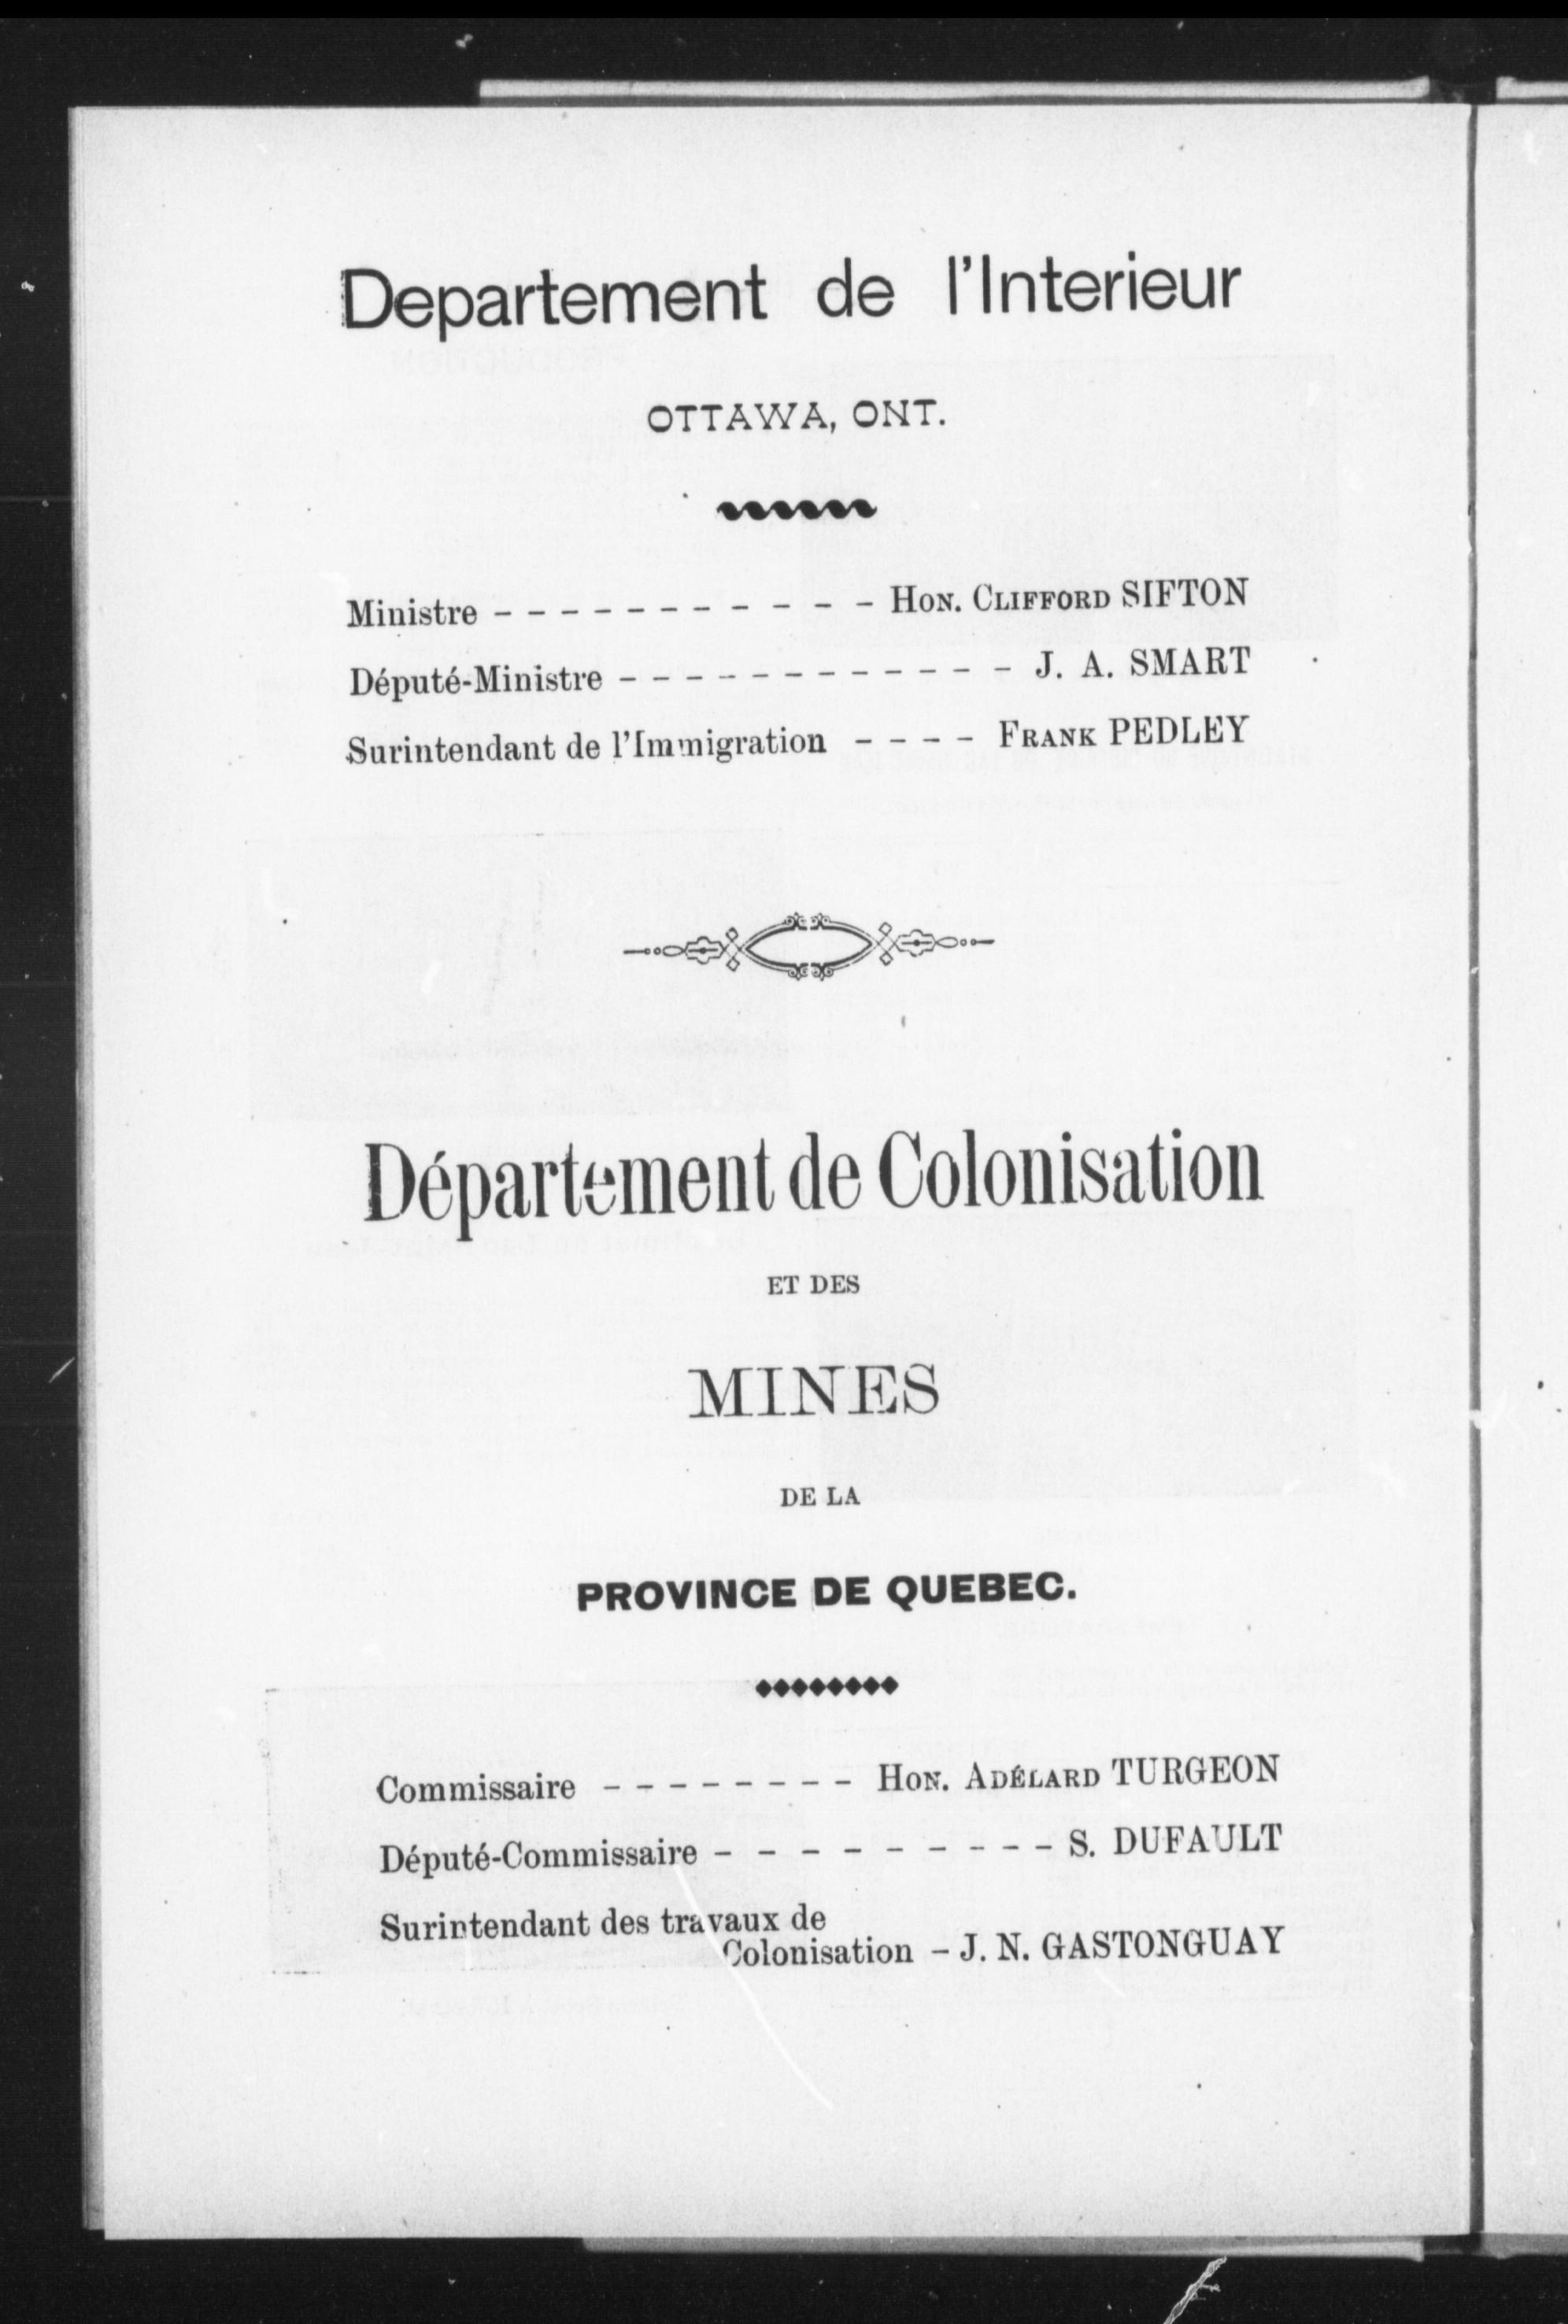 Departement de l'Interieur
OTTAWA, ONT.
Ministre - - - - - - - - - - - - Hon. Clifford SIFTON
Député-Ministre - - - - - - - - - - - - J. A. SMART
Surintendant de l'Immigration - - - - Frank PEDLEY
Département de Colonisation
ET DES
MINES
DE LA
PROVINCE DE QUEBEC.
Commissaire - - - - - - - - Hon. Adélard TURGEON
Député-Commissaire - - - - - - - - - S. DUFAULT
Surintendant des travaux de
Colonisation - J. N. GASTONGUAY